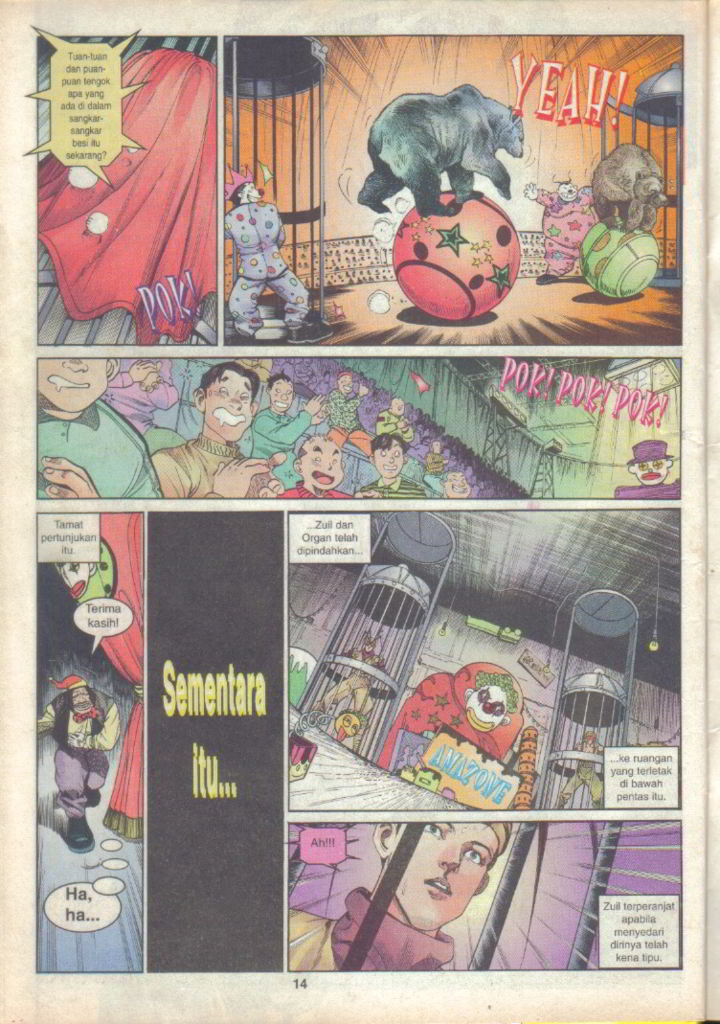 Tuan-tuan
dan puan-
puan tengok
apa yang
ada di dalam
sangkar-
sangkar
besi itu
sekarang?
POK!
YEAH!
POK! POK! POK!
Tamat
pertunjukan
itu.
Terima
kasih!
Ha,
ha...
Sementara
itu...
...Zuil dan
Organ telah
dipindahkan...
AMAZONE
...ke ruangan
yang terletak
di bawah
pentas itu.
Ah!!!
Zuil terperanjat
apabila
menyedari
dirinya telah
kena tipu.
14